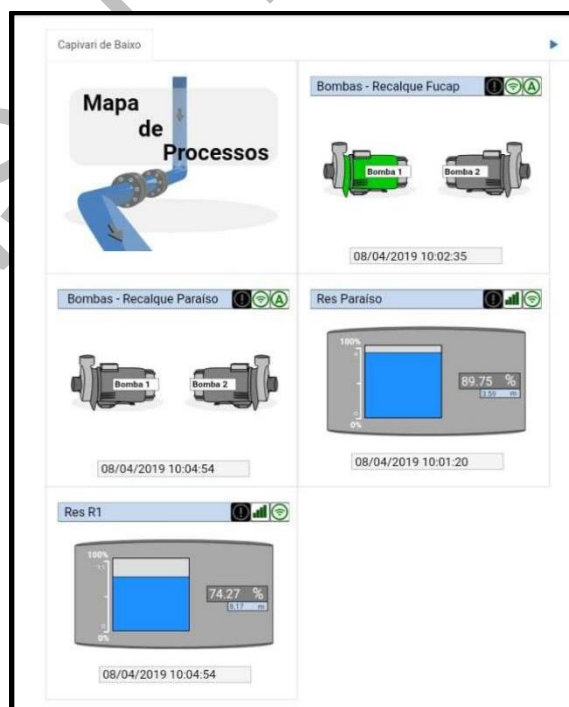 Capivari de Baixo
Mapa
de
Processos
Bombas - Recalque Fucap
A
Bomba 1
Bomba 2
08/04/2019 10:02:35
Bombas - Recalque Paraíso
A
Bomba 1
Bomba 2
08/04/2019 10:04:54
Res Paraíso
100%
89.75 %
3,59 m
0%
08/04/2019 10:01:20
Res R1
100%
74.27 %
m
0%
08/04/2019 10:04:54